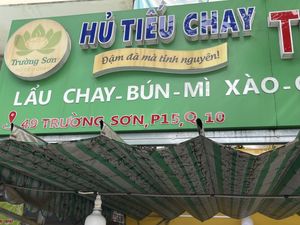 HỦ TIẾU CHAY
Trường Sơn
Đậm đà mà tinh nguyên!
LẨU CHAY-BÚN-MÌ XÀO-
49 TRƯỜNG SƠN,P15,Q.10